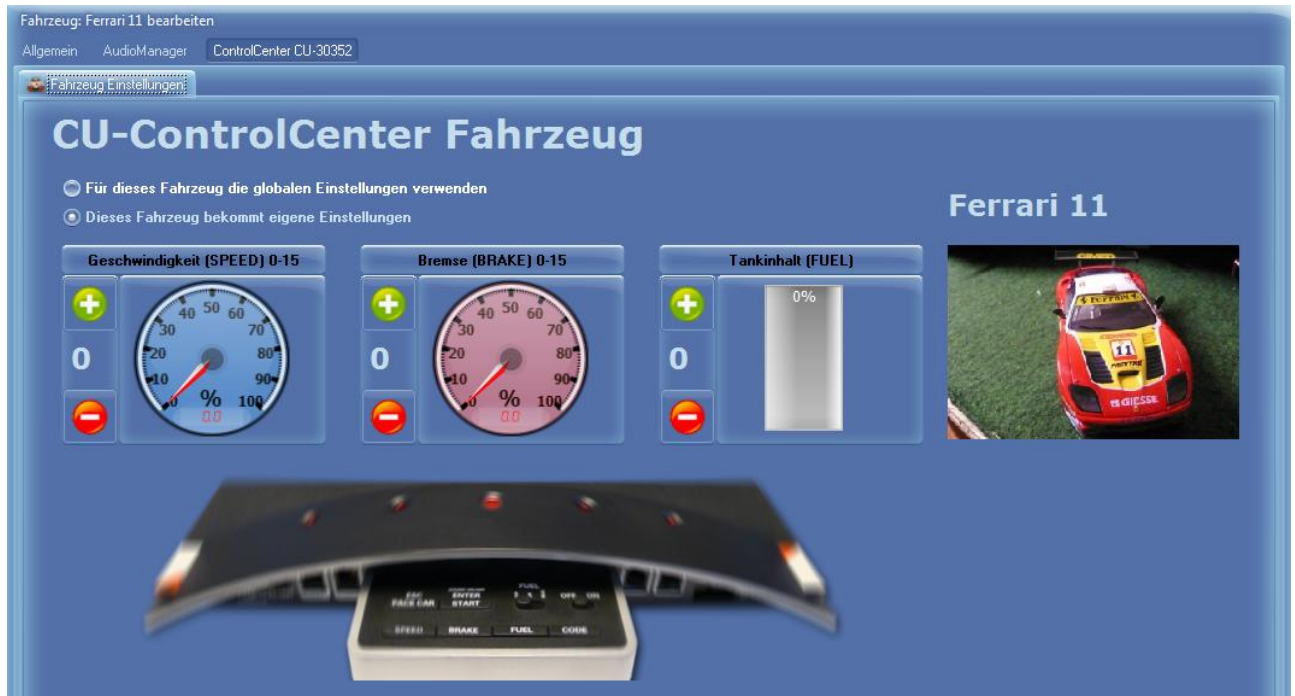 Fahrzeug: Ferrari 11 bearbeiten
Allgemein AudioManager ControlCenter CU-30352
Fahrzeug Einstellungen
CU-ControlCenter Fahrzeug
Für dieses Fahrzeug die globalen Einstellungen verwenden
Dieses Fahrzeug bekommt eigene Einstellungen
Ferrari 11
Geschwindigkeit (SPEED) 0-15
0
0 10 20 30 40 50 60 70 80 90 100
%
0.0
Bremse (BRAKE) 0-15
0
0 10 20 30 40 50 60 70 80 90 100
%
0.0
Tankinhalt (FUEL)
0
0%
Ferrari
11
GIESSE
ESC
PACE CAR
ENTER
START
FUEL
OFF ON
SPEED BRAKE FUEL CODE